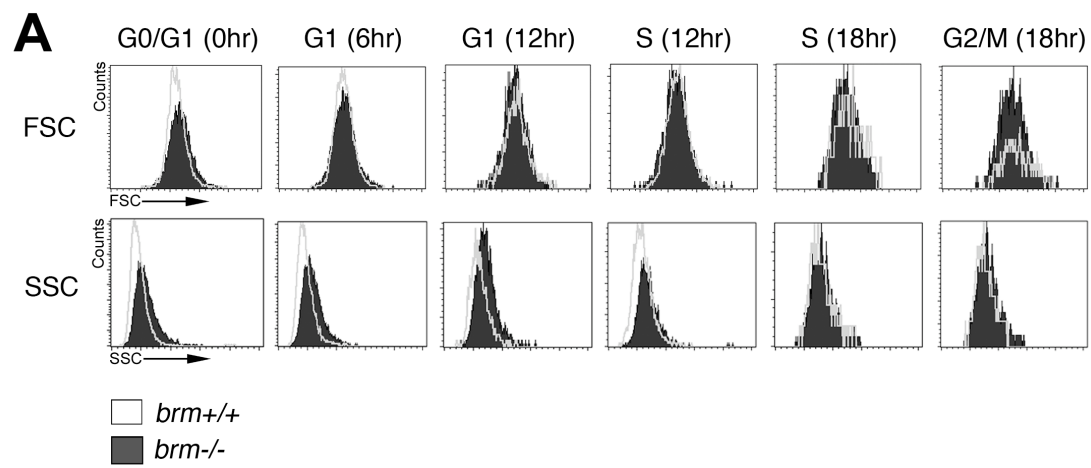 A
G0/G1 (0hr) G1 (6hr) G1 (12hr) S (12hr) S (18hr) G2/M (18hr)
Counts
FSC
FSC
Counts
SSC
SSC
brm+/+
brm-/-